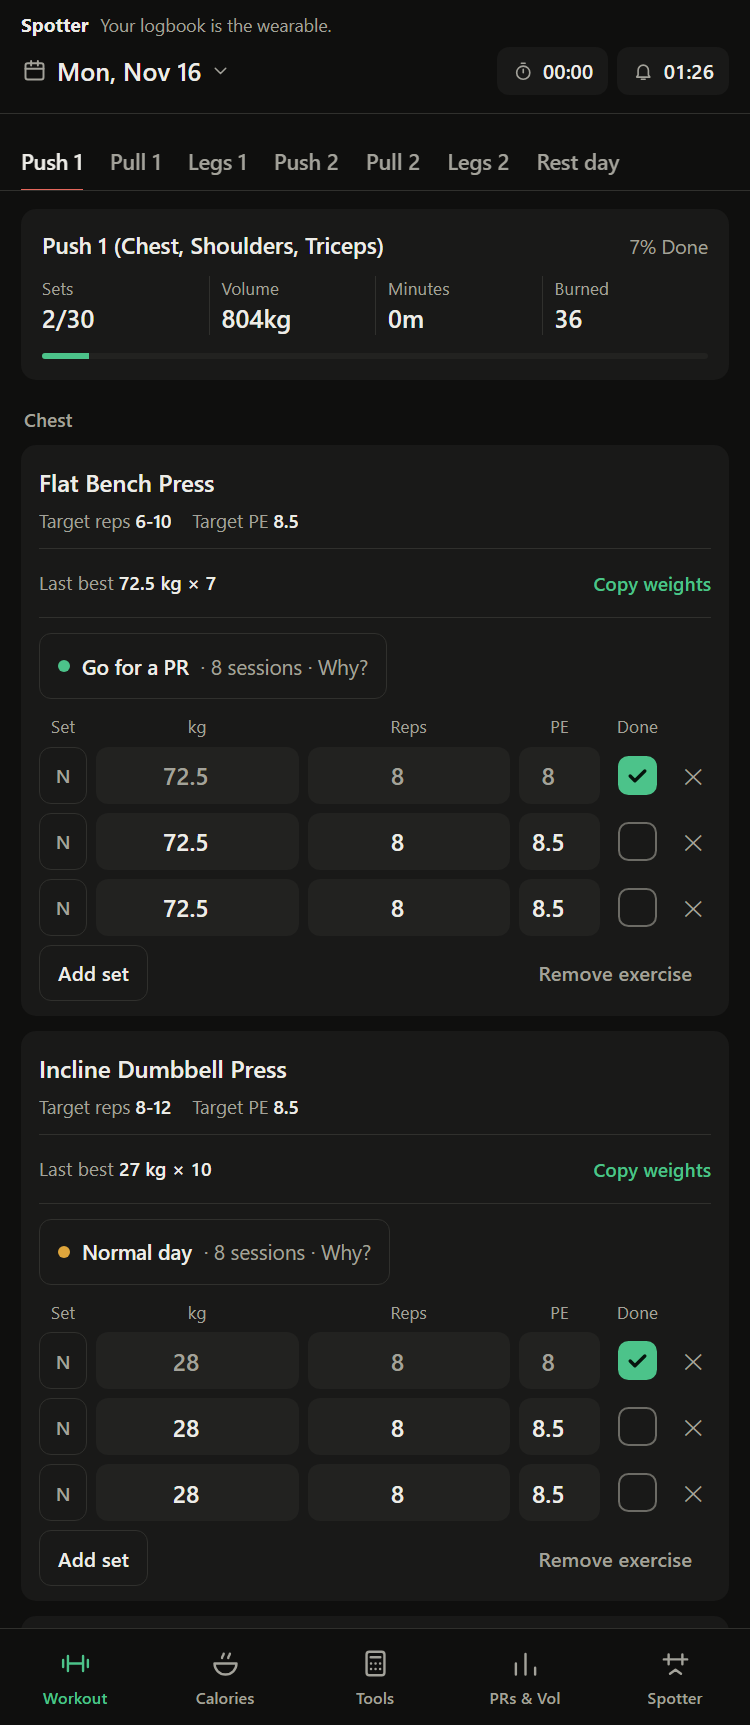 Spotter Your logbook is the wearable.
Mon, Nov 16 00:00 01:26
Push 1 Pull 1 Legs 1 Push 2 Pull 2 Legs 2 Rest day
Push 1 (Chest, Shoulders, Triceps) 7% Done
Sets Volume Minutes Burned
2/30 804kg 0m 36
Chest
Flat Bench Press
Target reps 6-10 Target PE 8.5
Last best 72.5 kg × 7 Copy weights
Go for a PR · 8 sessions · Why?
Set kg Reps PE Done
N 72.5 8 8
N 72.5 8 8.5
N 72.5 8 8.5
Add set Remove exercise
Incline Dumbbell Press
Target reps 8-12 Target PE 8.5
Last best 27 kg × 10 Copy weights
Normal day · 8 sessions · Why?
Set kg Reps PE Done
N 28 8 8
N 28 8 8.5
N 28 8 8.5
Add set Remove exercise
Workout Calories Tools PRs & Vol Spotter